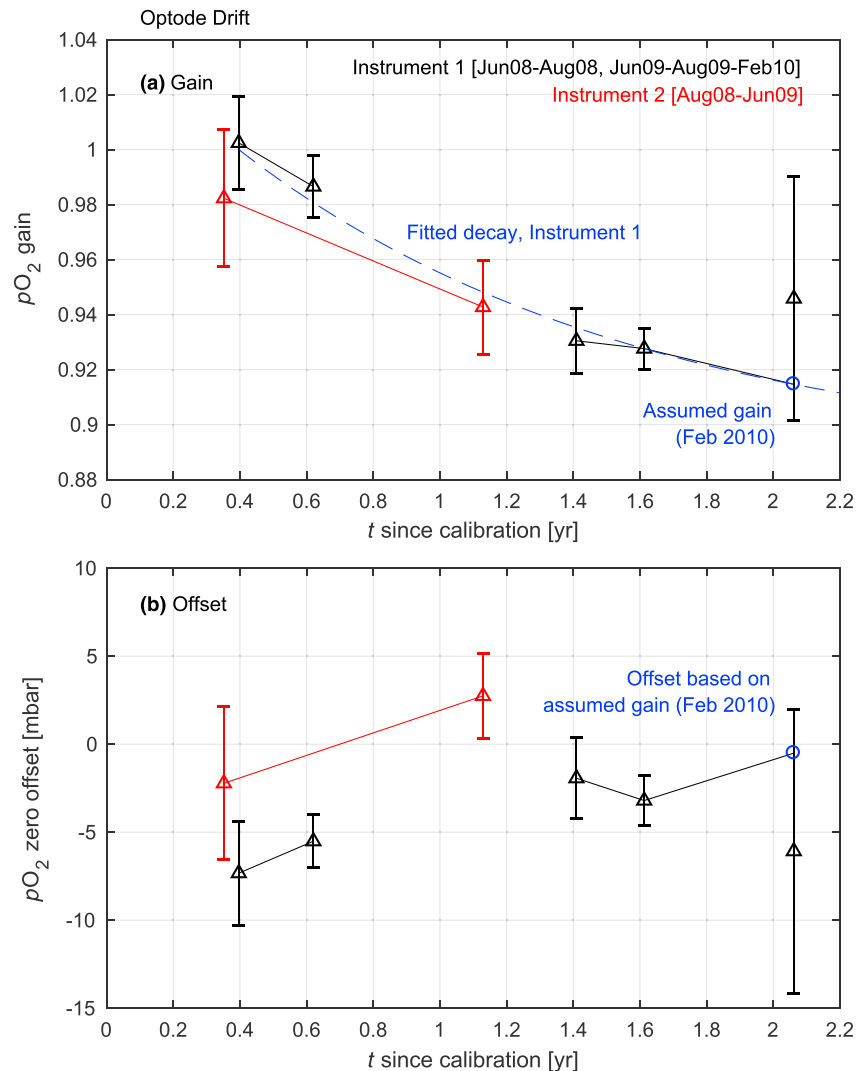 Optode Drift
(a) Gain
Instrument 1 [Jun08-Aug08, Jun09-Aug09-Feb10]
Instrument 2 [Aug08-Jun09]
Fitted decay, Instrument 1
Assumed gain
(Feb 2010)
pO2 gain
1.04
1.02
1
0.98
0.96
0.94
0.92
0.9
0.88
0 0.2 0.4 0.6 0.8 1 1.2 1.4 1.6 1.8 2 2.2
t since calibration [yr]
(b) Offset
Offset based on
assumed gain (Feb 2010)
pO2 zero offset [mbar]
10
5
0
-5
-10
-15
0 0.2 0.4 0.6 0.8 1 1.2 1.4 1.6 1.8 2 2.2
t since calibration [yr]